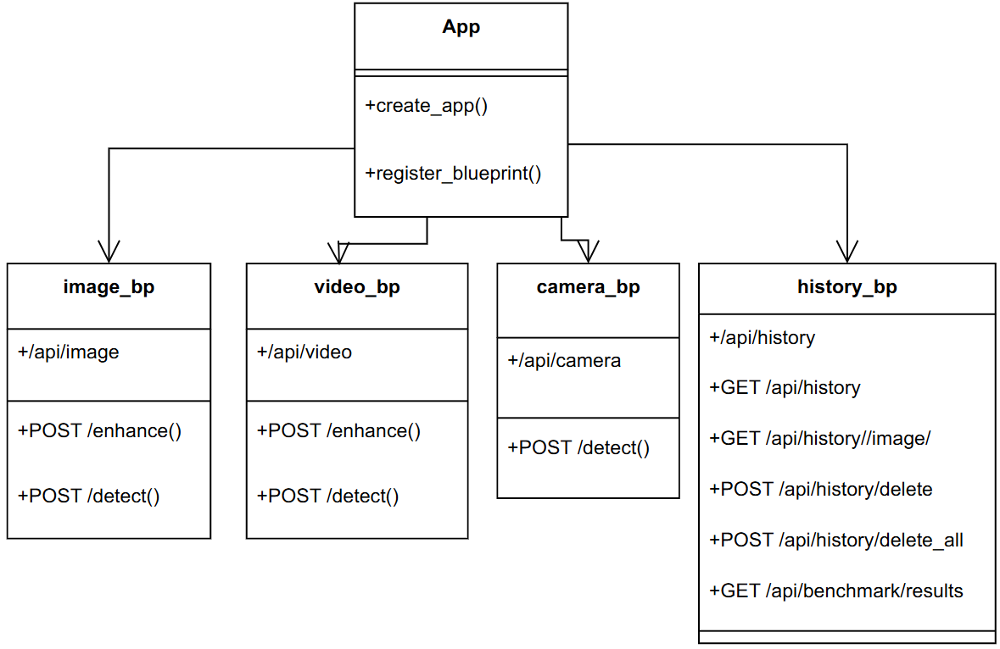 App
+create_app()
+register_blueprint()
image_bp
+/api/image
+POST /enhance()
+POST /detect()
video_bp
+/api/video
+POST /enhance()
+POST /detect()
camera_bp
+/api/camera
+POST /detect()
history_bp
+/api/history
+GET /api/history
+GET /api/history//image/
+POST /api/history/delete
+POST /api/history/delete_all
+GET /api/benchmark/results